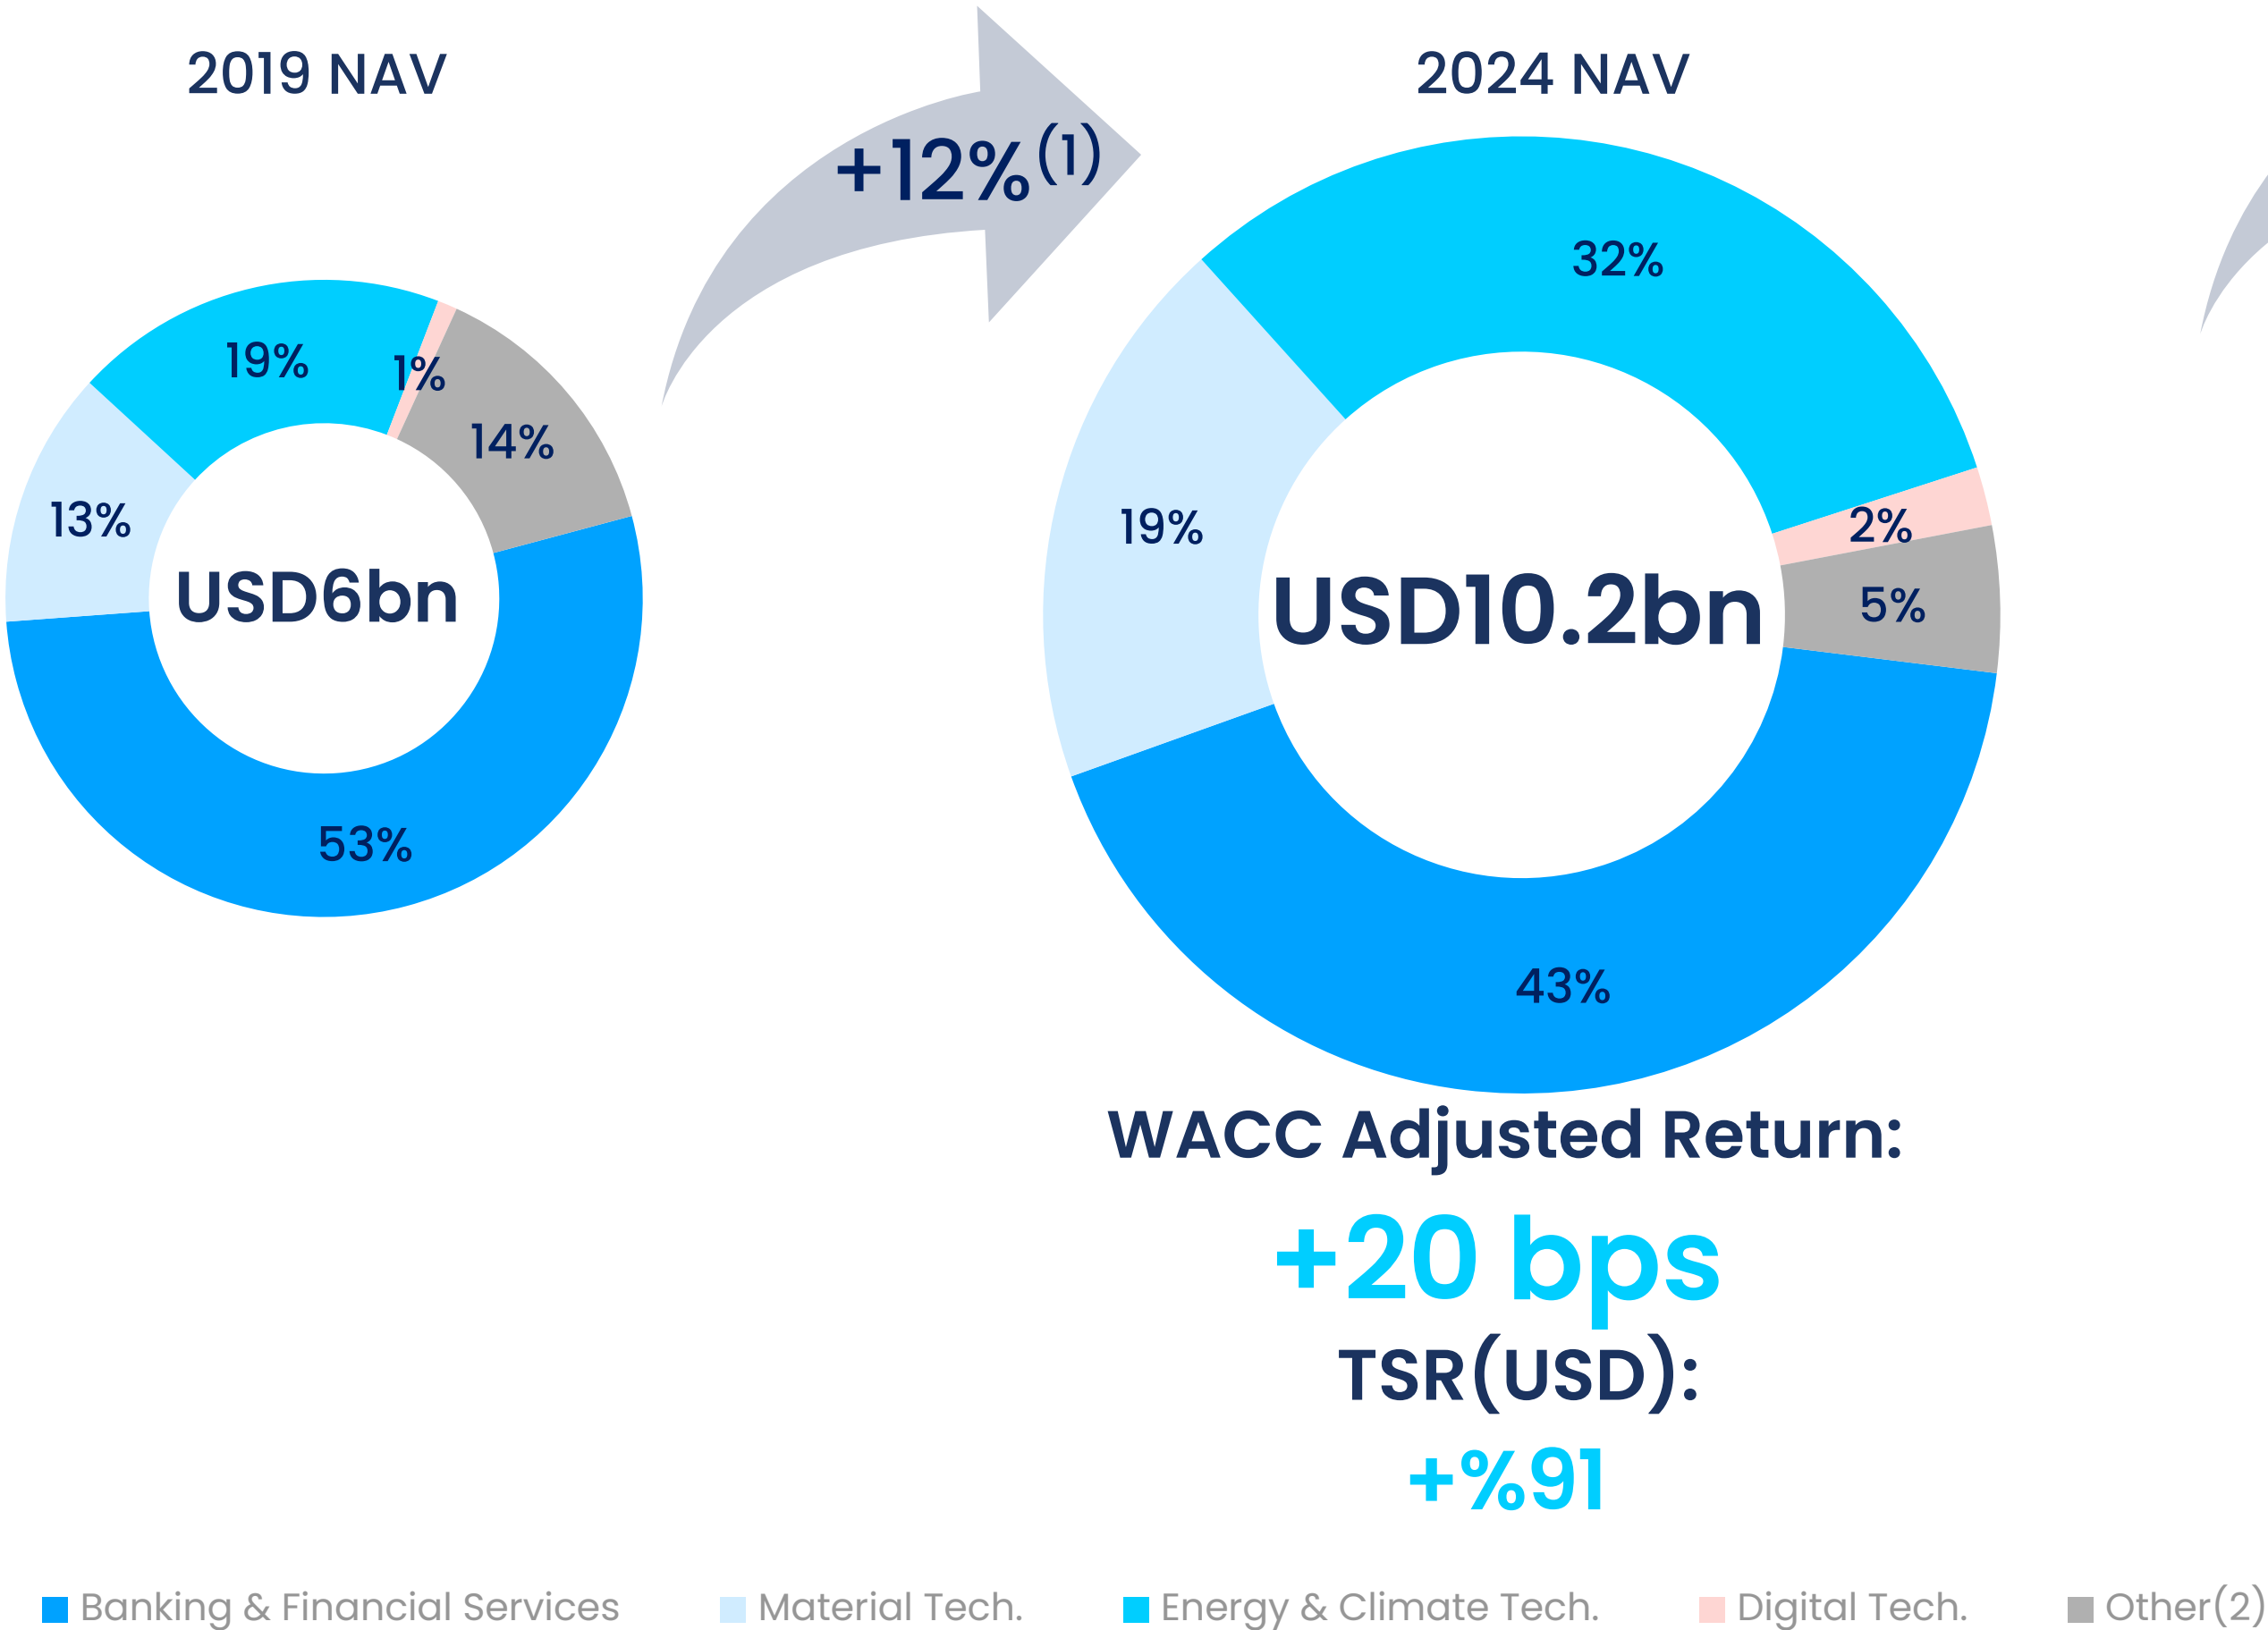 2019 NAV
2024 NAV
+12%(1)
19%
1%
14%
13%
USD6bn
53%
32%
19%
2%
5%
USD10.2bn
43%
WACC Adjusted Return:
+20 bps
TSR(USD):
+%91
Banking & Financial Services
Material Tech.
Energy & Climate Tech.
Digital Tech.
Other(2)